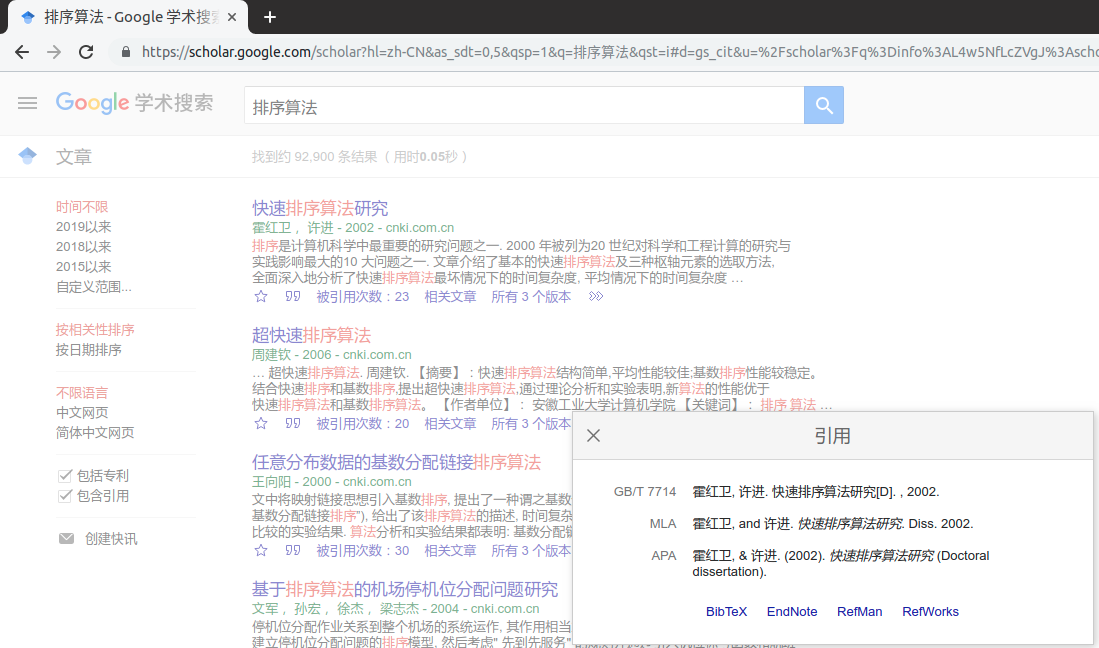 排序算法 - Google 学术搜
https://scholar.google.com/scholar?hl=zh-CN&as_sdt=0,5&qsp=1&q=排序算法&qst=i#d=gs_cit&u=%2Fscholar%3Fq%3Dinfo%3AL4w5NfLcZVgJ%3Ascho
Google 学术搜索
排序算法
文章
找到约 92,900 条结果 ( 用时0.05秒 )
时间不限
2019以来
2018以来
2015以来
自定义范围...
按相关性排序
按日期排序
不限语言
中文网页
简体中文网页
包括专利
包含引用
创建快讯
快速排序算法研究
霍红卫, 许进 - 2002 - cnki.com.cn
排序是计算机科学中最重要的研究问题之一. 2000 年被列为20 世纪对科学和工程计算的研究与
实践影响最大的10 大问题之一. 文章介绍了基本的快速排序算法及三种枢轴元素的选取方法,
全面深入地分析了快速排序算法最坏情况下的时间复杂度, 平均情况下的时间复杂度 ...
被引用次数：23 相关文章 所有 3 个版本
超快速排序算法
周建钦 - 2006 - cnki.com.cn
... 超快速排序算法. 周建钦. 【摘要】：快速排序算法结构简单,平均性能较佳;基数排序性能较稳定。
结合快速排序和基数排序,提出超快速排序算法,通过理论分析和实验表明,新算法的性能优于
快速排序算法和基数排序算法。 【作者单位】： 安徽工业大学计算机学院 【关键词】： 排序 算法 ...
被引用次数：20 相关文章 所有 3 个版本
任意分布数据的基数分配链接排序算法
王向阳 - 2000 - cnki.com.cn
文中将映射链接思想引入基数排序, 提出了一种谓之基数
基数分配链接排序"), 给出了该排序算法的描述, 时间复杂
比较的实验结果. 算法分析和实验结果都表明: 基数分配链
被引用次数：30 相关文章 所有 3 个版本
基于排序算法的机场停机位分配问题研究
文军, 孙宏, 徐杰, 梁志杰 - 2004 - cnki.com.cn
停机位分配作业关系到整个机场的系统运作, 其作用相当
建立停机位分配问题的排序模型, 然后考虑" 先到先服务"
引用
GB/T 7714 霍红卫, 许进. 快速排序算法研究[D]. , 2002.
MLA 霍红卫, and 许进. 快速排序算法研究. Diss. 2002.
APA 霍红卫, & 许进. (2002). 快速排序算法研究 (Doctoral
dissertation).
BibTeX EndNote RefMan RefWorks